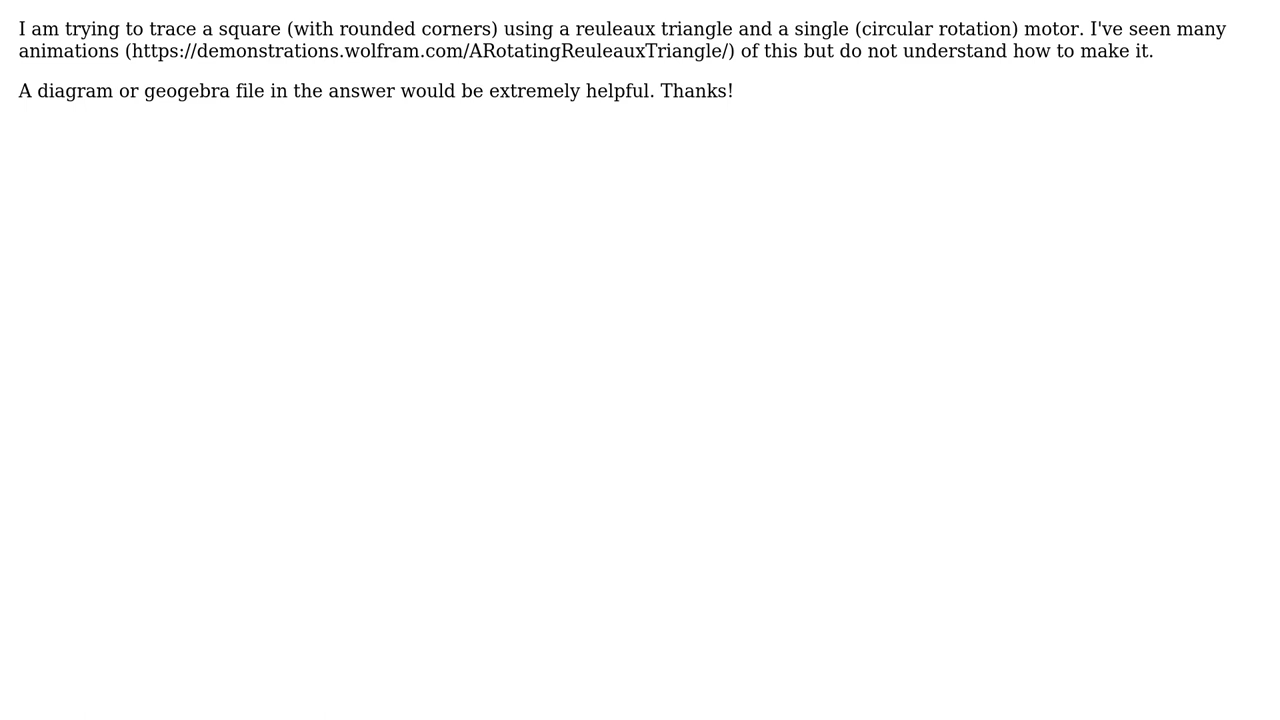 I am trying to trace a square (with rounded corners) using a reuleaux triangle and a single (circular rotation) motor. I've seen many
animations (https://demonstrations.wolfram.com/ARotatingReuleauxTriangle/) of this but do not understand how to make it.
A diagram or geogebra file in the answer would be extremely helpful. Thanks!